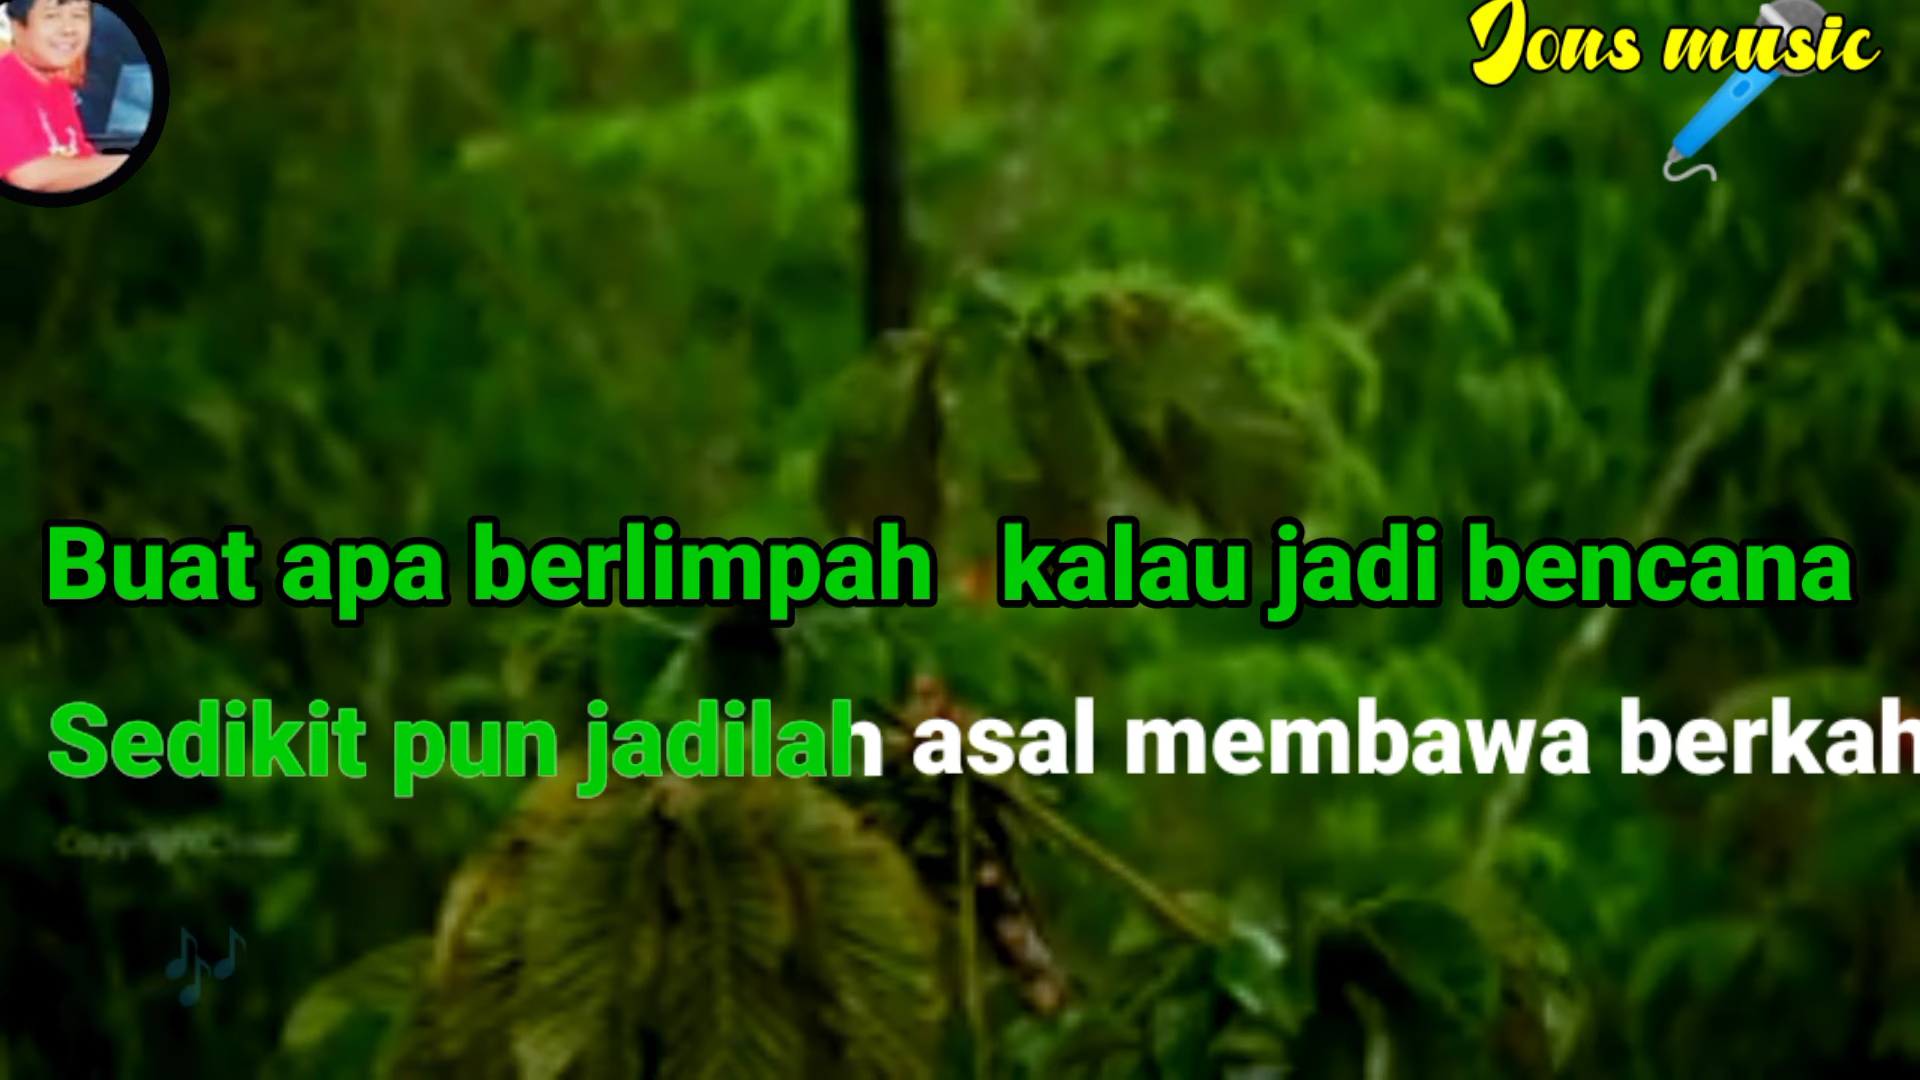 Jons music
Buat apa berlimpah kalau jadi bencana
Sedikit pun jadilah asal membawa berkah